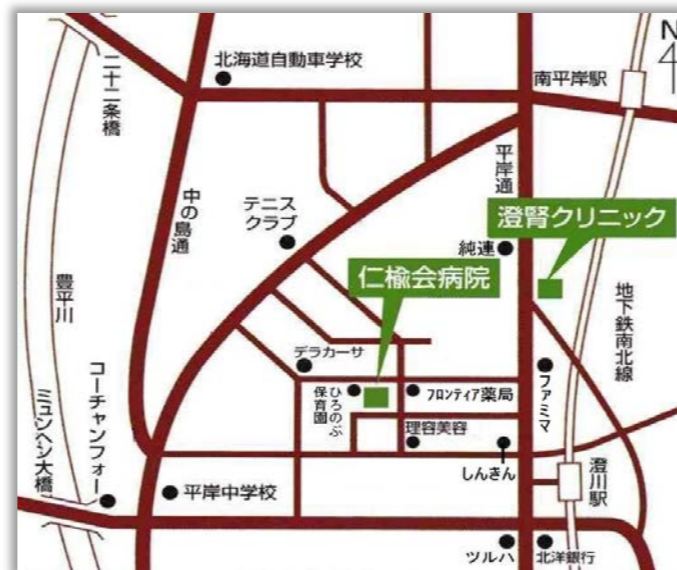 N
北海道自動車学校
南平岸駅
二十二条橋
平岸通
中の島通
テニス
クラブ
澄腎クリニック
純連
仁楡会病院
豊平川
地下鉄南北線
デラカーサ
コーチャンフォー
ひろのぶ
保育園
フロンティア薬局
ファミマ
ミュンヘン大橋
理容美容
しんきん
澄川駅
平岸中学校
ツルハ
北洋銀行